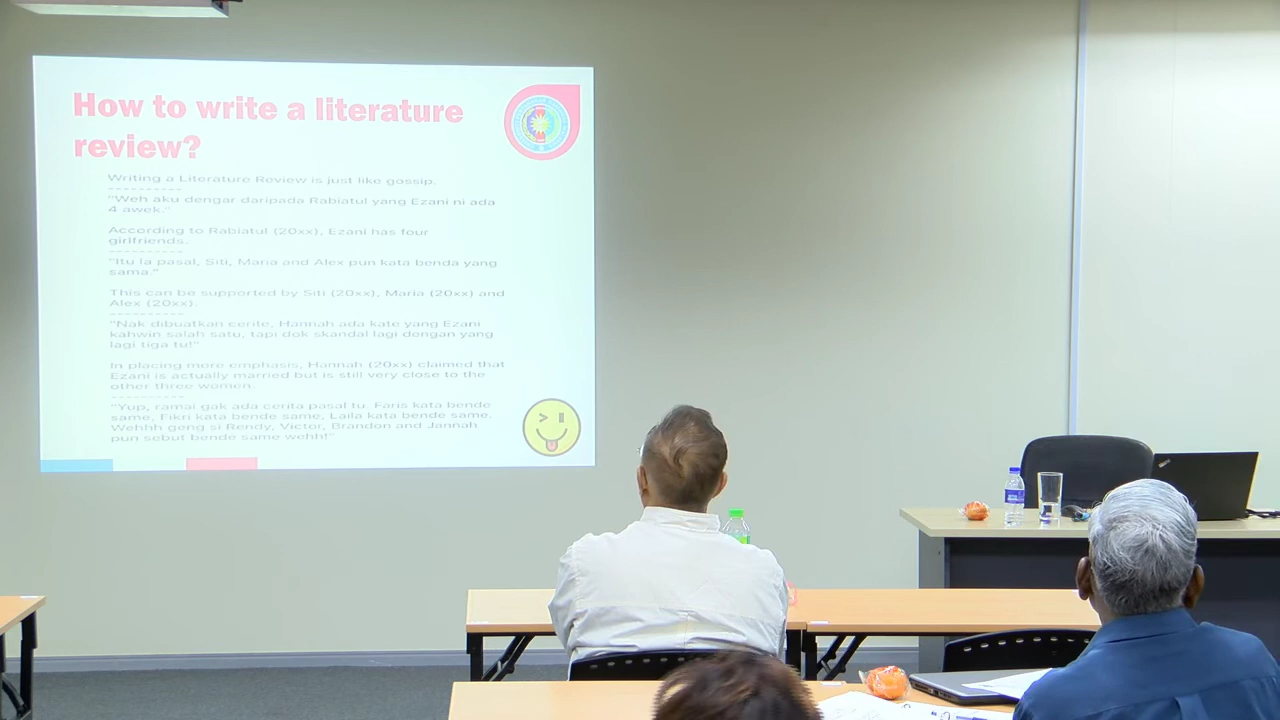 How to write a literature
review?
Writing a Literature Review is just like gossip.
----------
"Weh aku dengar daripada Rabiatul yang Ezani ni ada
4 awek."
According to Rabiatul (20xx), Ezani has four
girlfriends.
----------
"Itu la pasal, Siti, Maria and Alex pun kata benda yang
sama."
This can be supported by Siti (20xx), Maria (20xx) and
Alex (20xx).
----------
"Nak dibuatkan cerite, Hannah ada kate yang Ezani
kahwin salah satu, tapi dok skandal lagi dengan yang
lagi tiga tu!"
In placing more emphasis, Hannah (20xx) claimed that
Ezani is actually married but is still very close to the
other three women.
----------
"Yup, ramai gak ada cerita pasal tu. Faris kata bende
same, Fikri kata bende same, Laila kata bende same.
Wehhh geng si Rendy, Victor, Brandon and Jannah
pun sebut bende same wehh!"